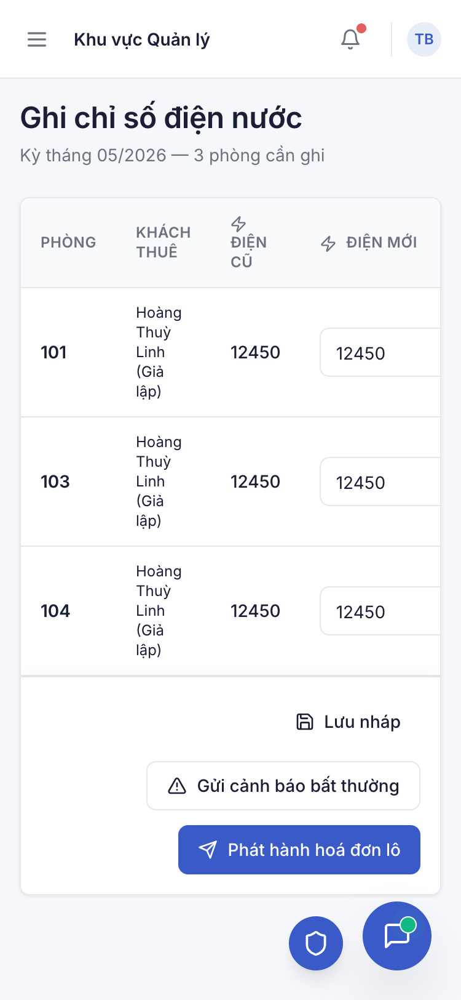 Khu vực Quản lý
TB
Ghi chỉ số điện nước
Kỳ tháng 05/2026 — 3 phòng cần ghi
PHÒNG
KHÁCH
THUÊ
ĐIỆN
CŨ
ĐIỆN MỚI
101
Hoàng
Thuỳ
Linh
(Giả
lập)
12450
12450
103
Hoàng
Thuỳ
Linh
(Giả
lập)
12450
12450
104
Hoàng
Thuỳ
Linh
(Giả
lập)
12450
12450
Lưu nháp
Gửi cảnh báo bất thường
Phát hành hoá đơn lô